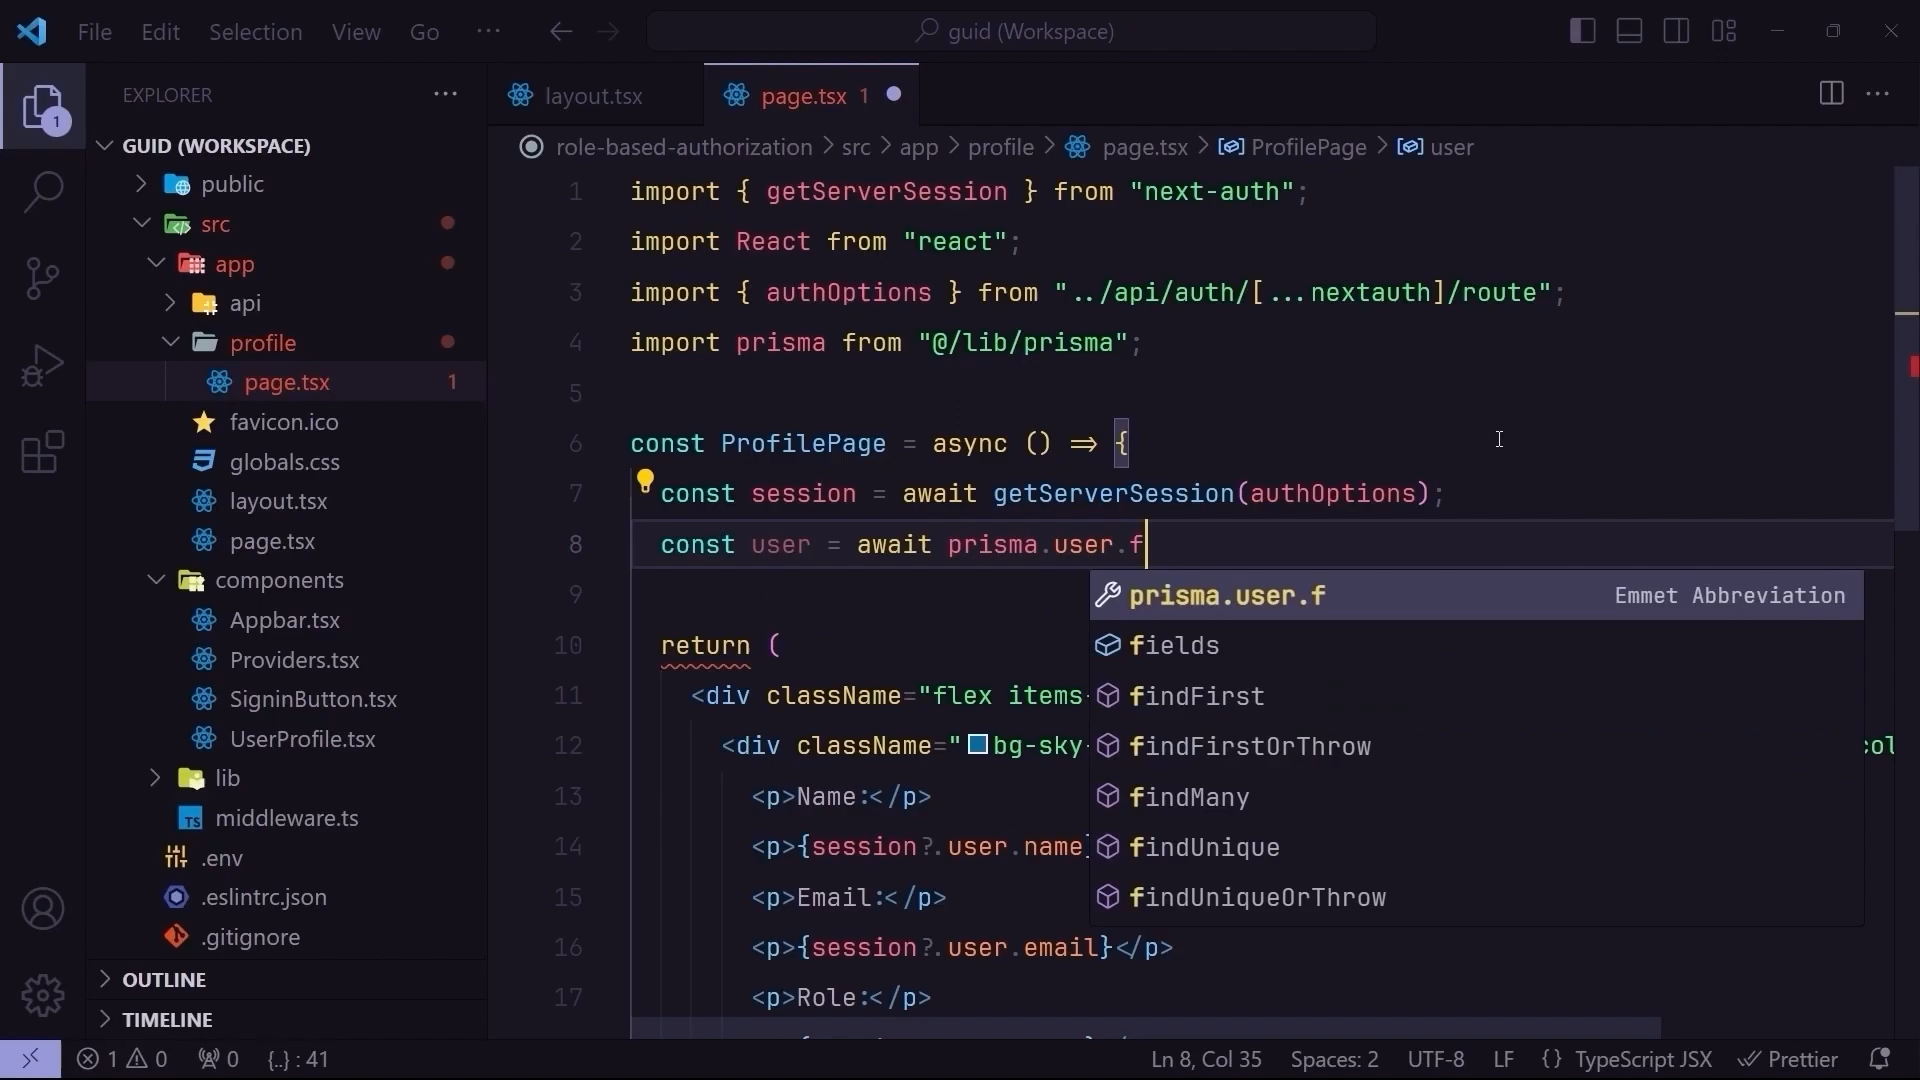 File Edit Selection View Go ··· guid (Workspace)
EXPLORER
GUID (WORKSPACE)
public
src
app
api
profile
page.tsx 1
favicon.ico
globals.css
layout.tsx
page.tsx
components
Appbar.tsx
Providers.tsx
SigninButton.tsx
UserProfile.tsx
lib
middleware.ts
.env
.eslintrc.json
.gitignore
OUTLINE
TIMELINE
1
layout.tsx page.tsx 1
role-based-authorization > src > app > profile > page.tsx > ProfilePage > user
1 import { getServerSession } from "next-auth";
2 import React from "react";
3 import { authOptions } from "../api/auth/[...nextauth]/route";
4 import prisma from "@/lib/prisma";
5
6 const ProfilePage = async () => {
7 const session = await getServerSession(authOptions);
8 const user = await prisma.user.f
9
10 return (
11 <div className="flex items-
12 <div className="bg-sky- col
13 <p>Name:</p>
14 <p>{session?.user.name}
15 <p>Email:</p>
16 <p>{session?.user.email}</p>
17 <p>Role:</p>
prisma.user.f Emmet Abbreviation
fields
findFirst
findFirstOrThrow
findMany
findUnique
findUniqueOrThrow
1 0 0 {..} : 41 Ln 8, Col 35 Spaces: 2 UTF-8 LF {} TypeScript JSX Prettier